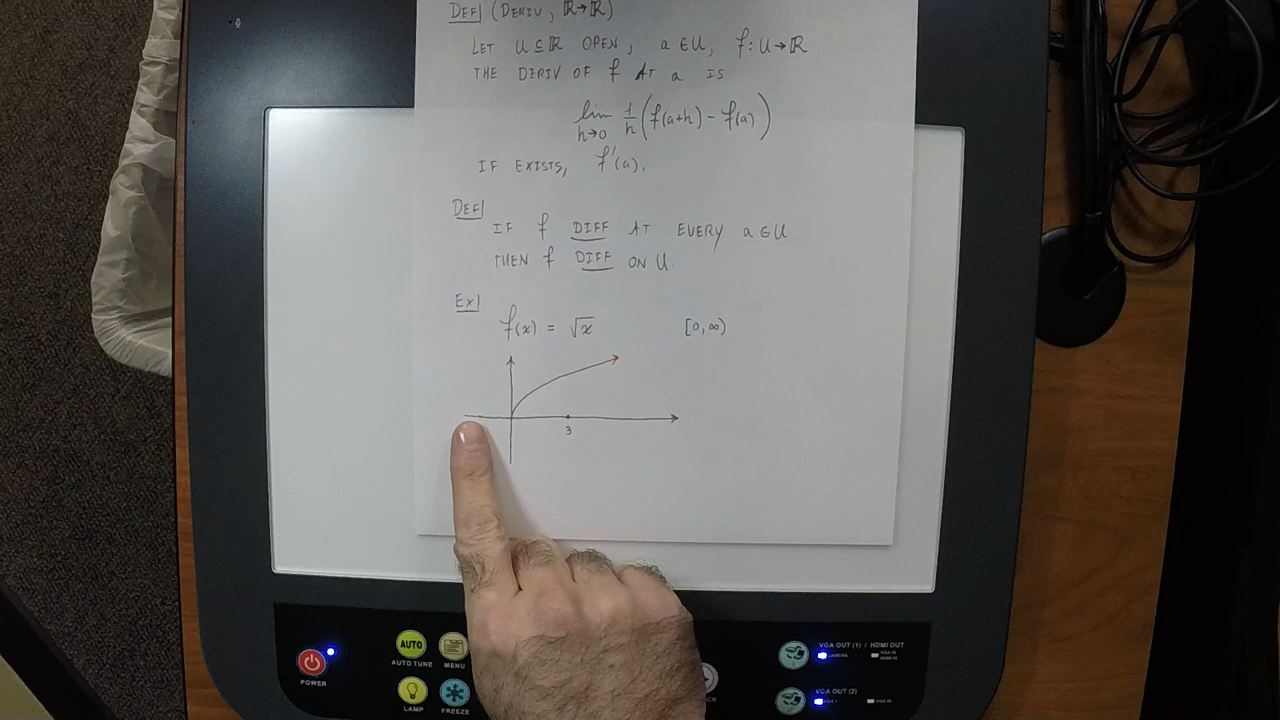 DEF (DERIV, ℝ→ℝ)
LET U ⊆ ℝ OPEN, a ∈ U, f: U → ℝ
THE DERIV OF f AT a IS
lim h→0 1/h (f(a+h) - f(a))
IF EXISTS, f'(a).
DEF
IF f DIFF AT EVERY a ∈ U
THEN f DIFF ON U.
EX
f(x) = √x [0, ∞)
3
POWER
AUTO
AUTO TUNE
MENU
LAMP
FREEZE
VGA OUT (1) / HDMI OUT
CAMERA
VGA OUT (2)